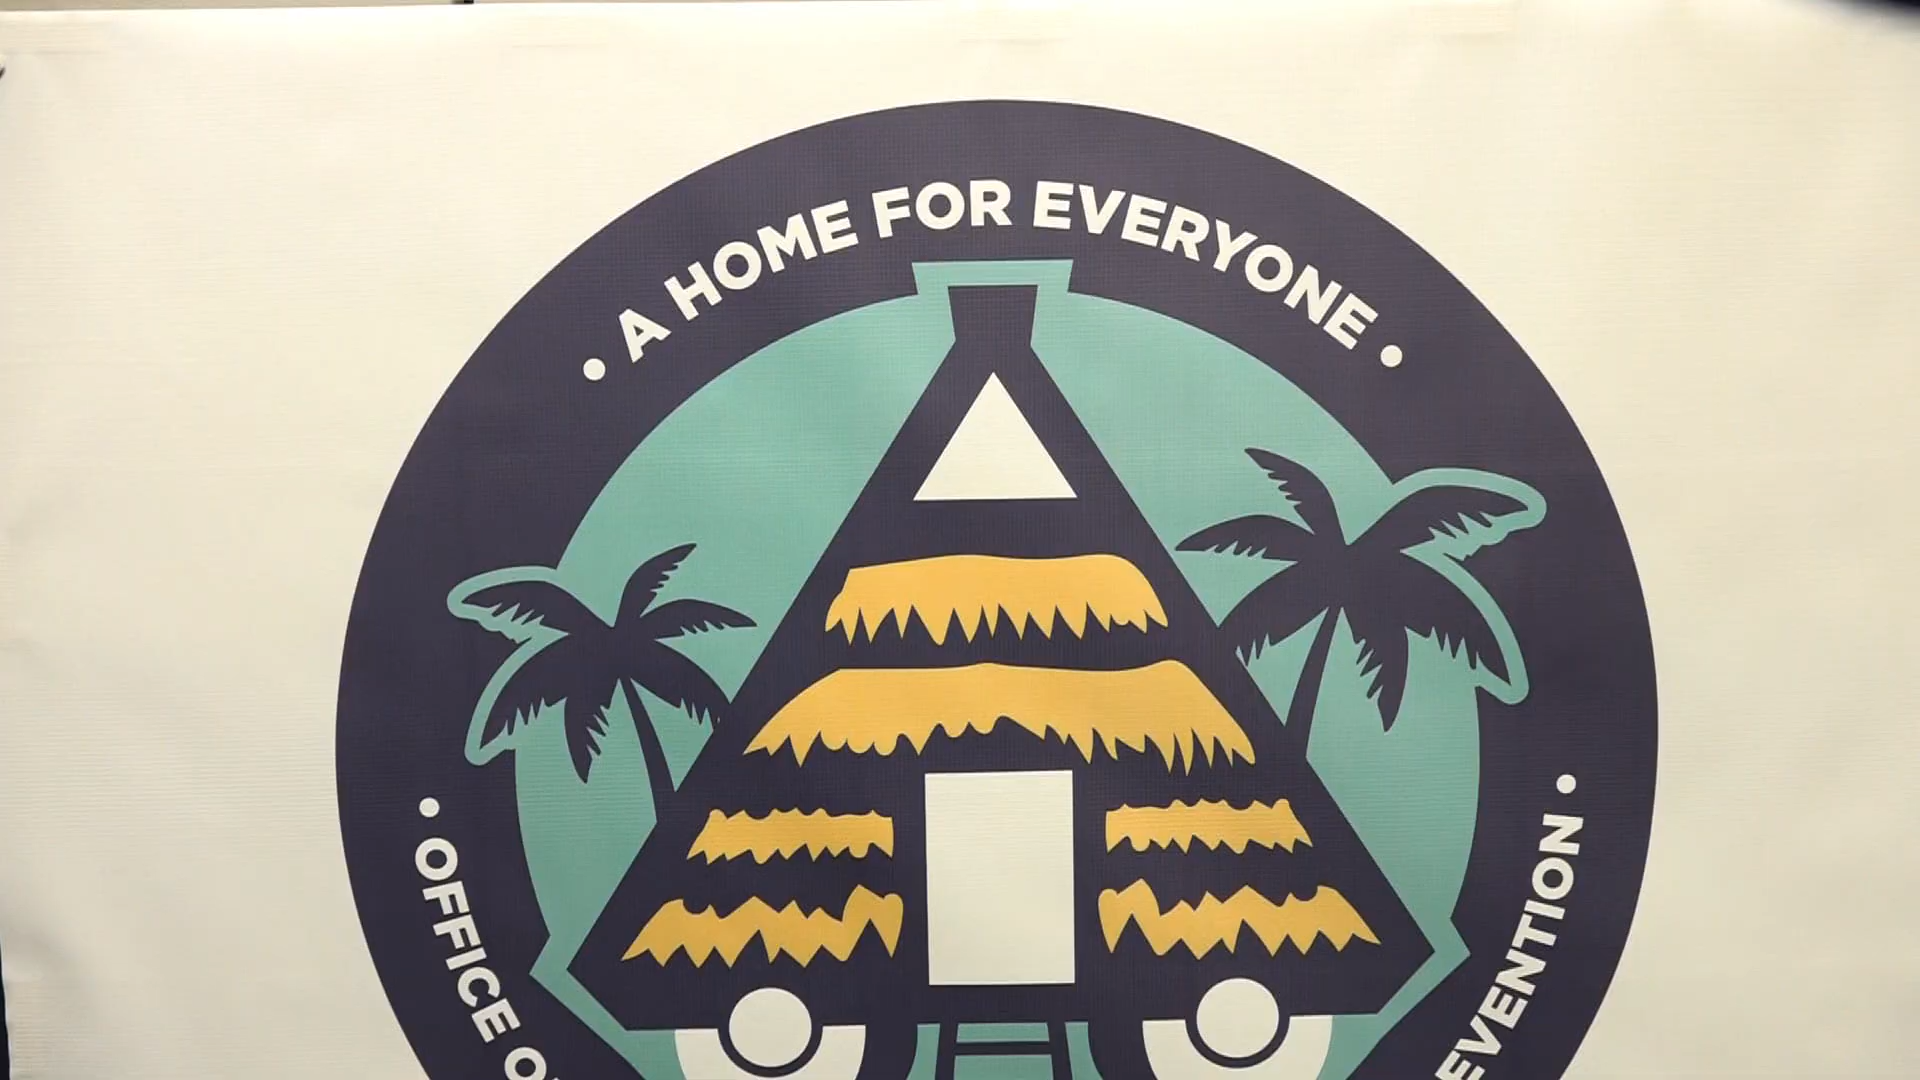 • A HOME FOR EVERYONE •
• OFFICE
EVENTION •